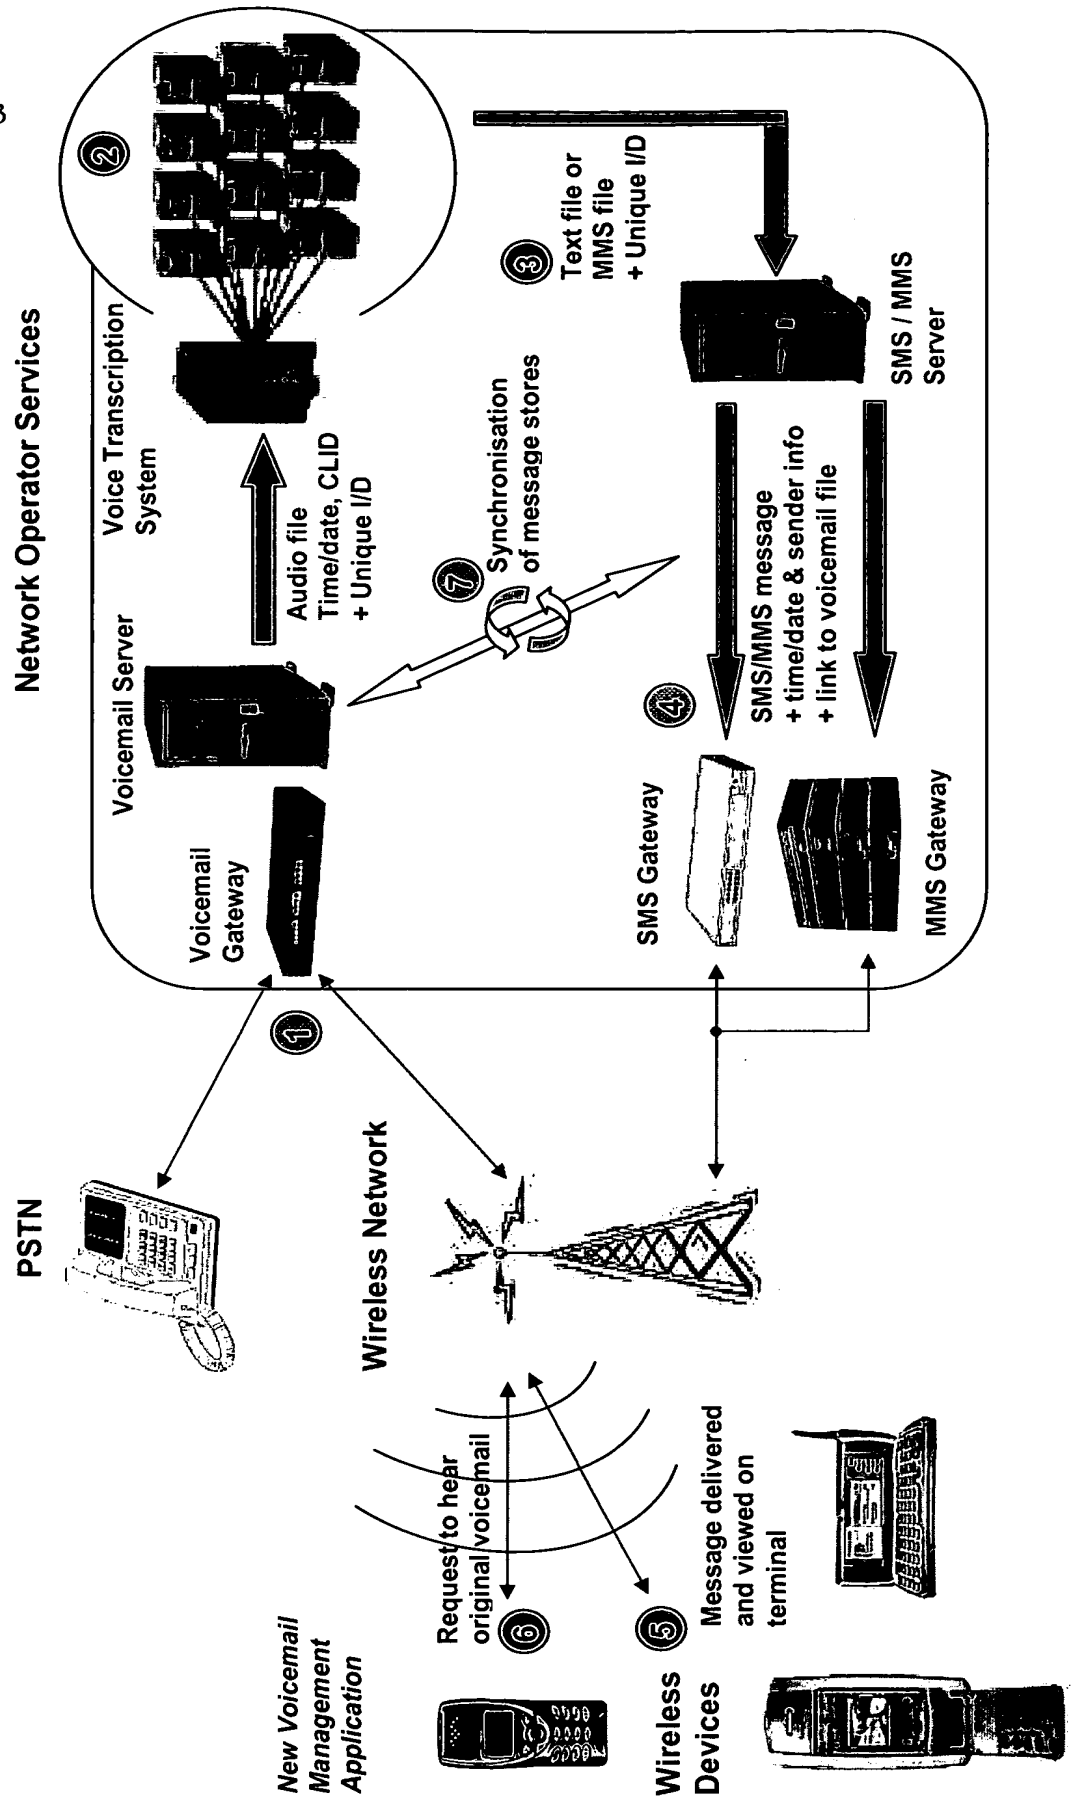 3
Network Operator Services
PSTN
Wireless Network
New Voicemail
Management
Application
Wireless
Devices
1
Voicemail
Gateway
Voicemail Server
Audio file
Time/date, CLID
+ Unique I/D
Voice Transcription
System
2
3
Text file or
MMS file
+ Unique I/D
SMS / MMS
Server
4
SMS/MMS message
+ time/date & sender info
+ link to voicemail file
SMS Gateway
MMS Gateway
5
Message delivered
and viewed on
terminal
6
Request to hear
original voicemail
7
Synchronisation
of message stores